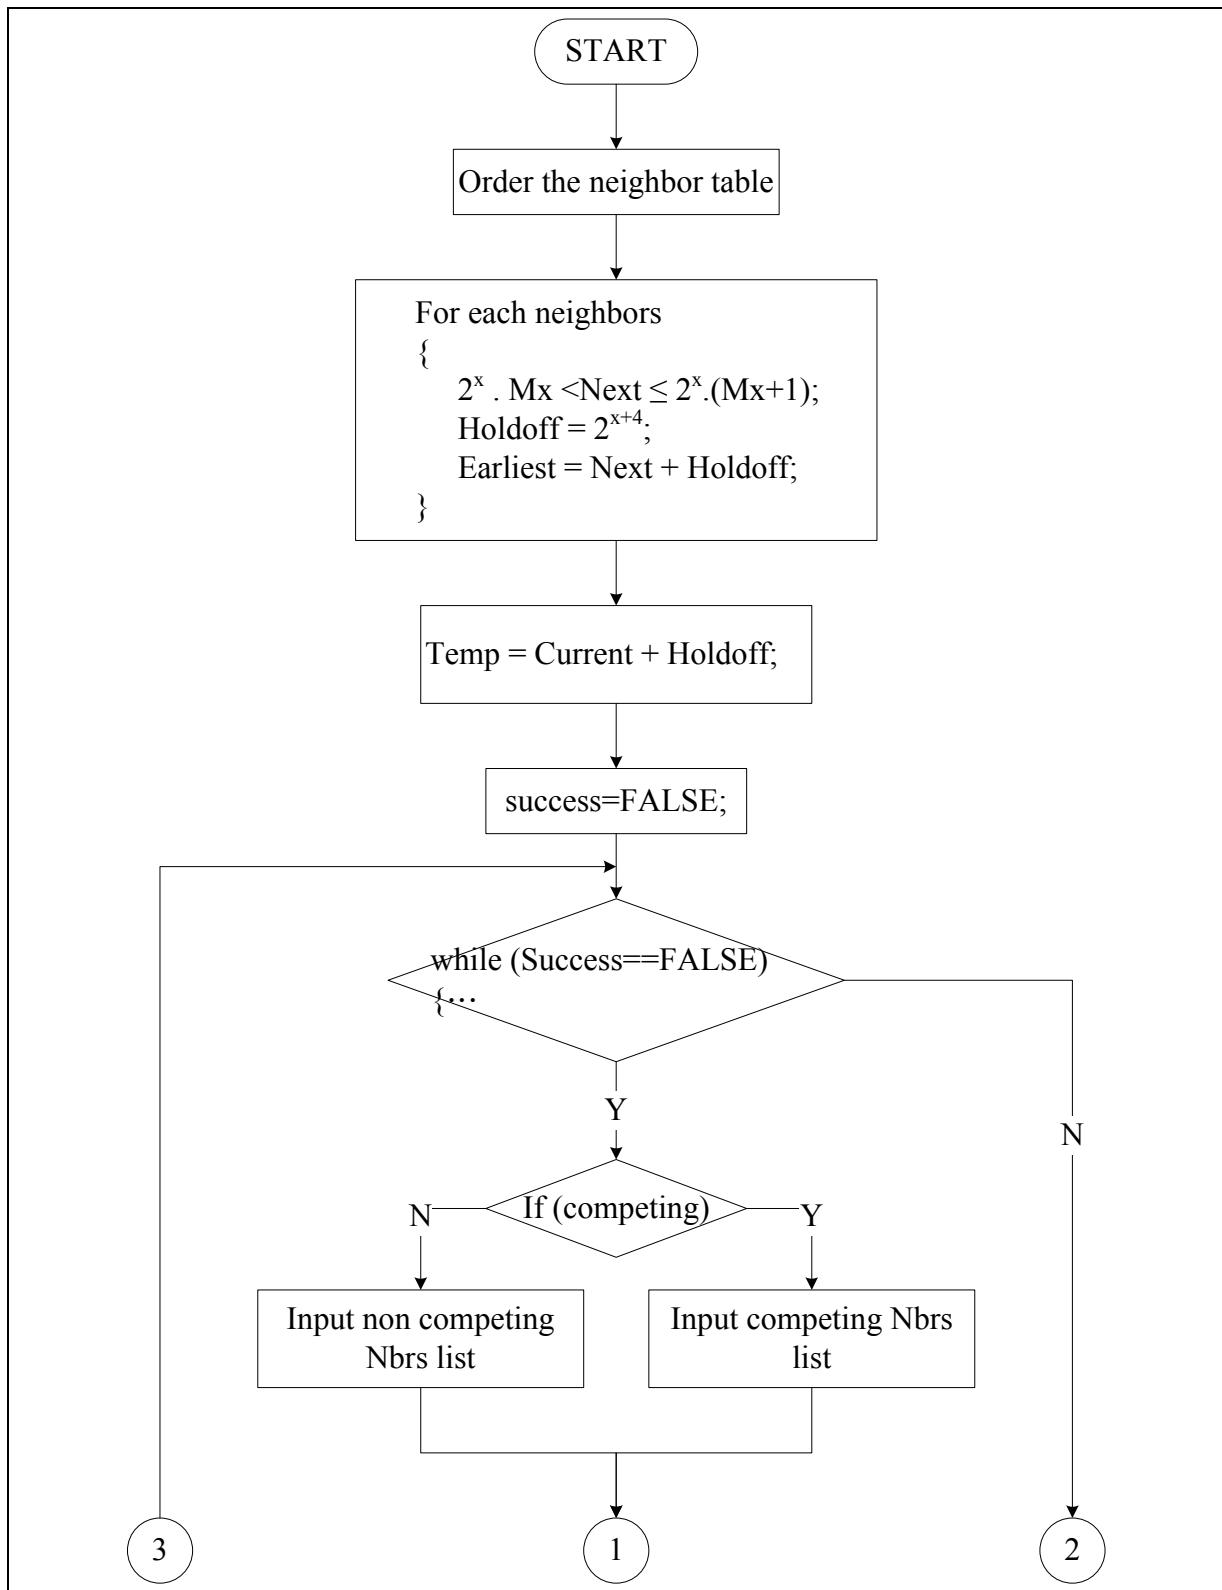 START
Order the neighbor table
For each neighbors
{
2^x . Mx <Next ≤ 2^x.(Mx+1);
Holdoff = 2^{x+4};
Earliest = Next + Holdoff;
}
Temp = Current + Holdoff;
success=FALSE;
while (Success==FALSE)
{…
Y
N
If (competing)
N
Y
Input non competing
Nbrs list
Input competing Nbrs
list
3
1
2